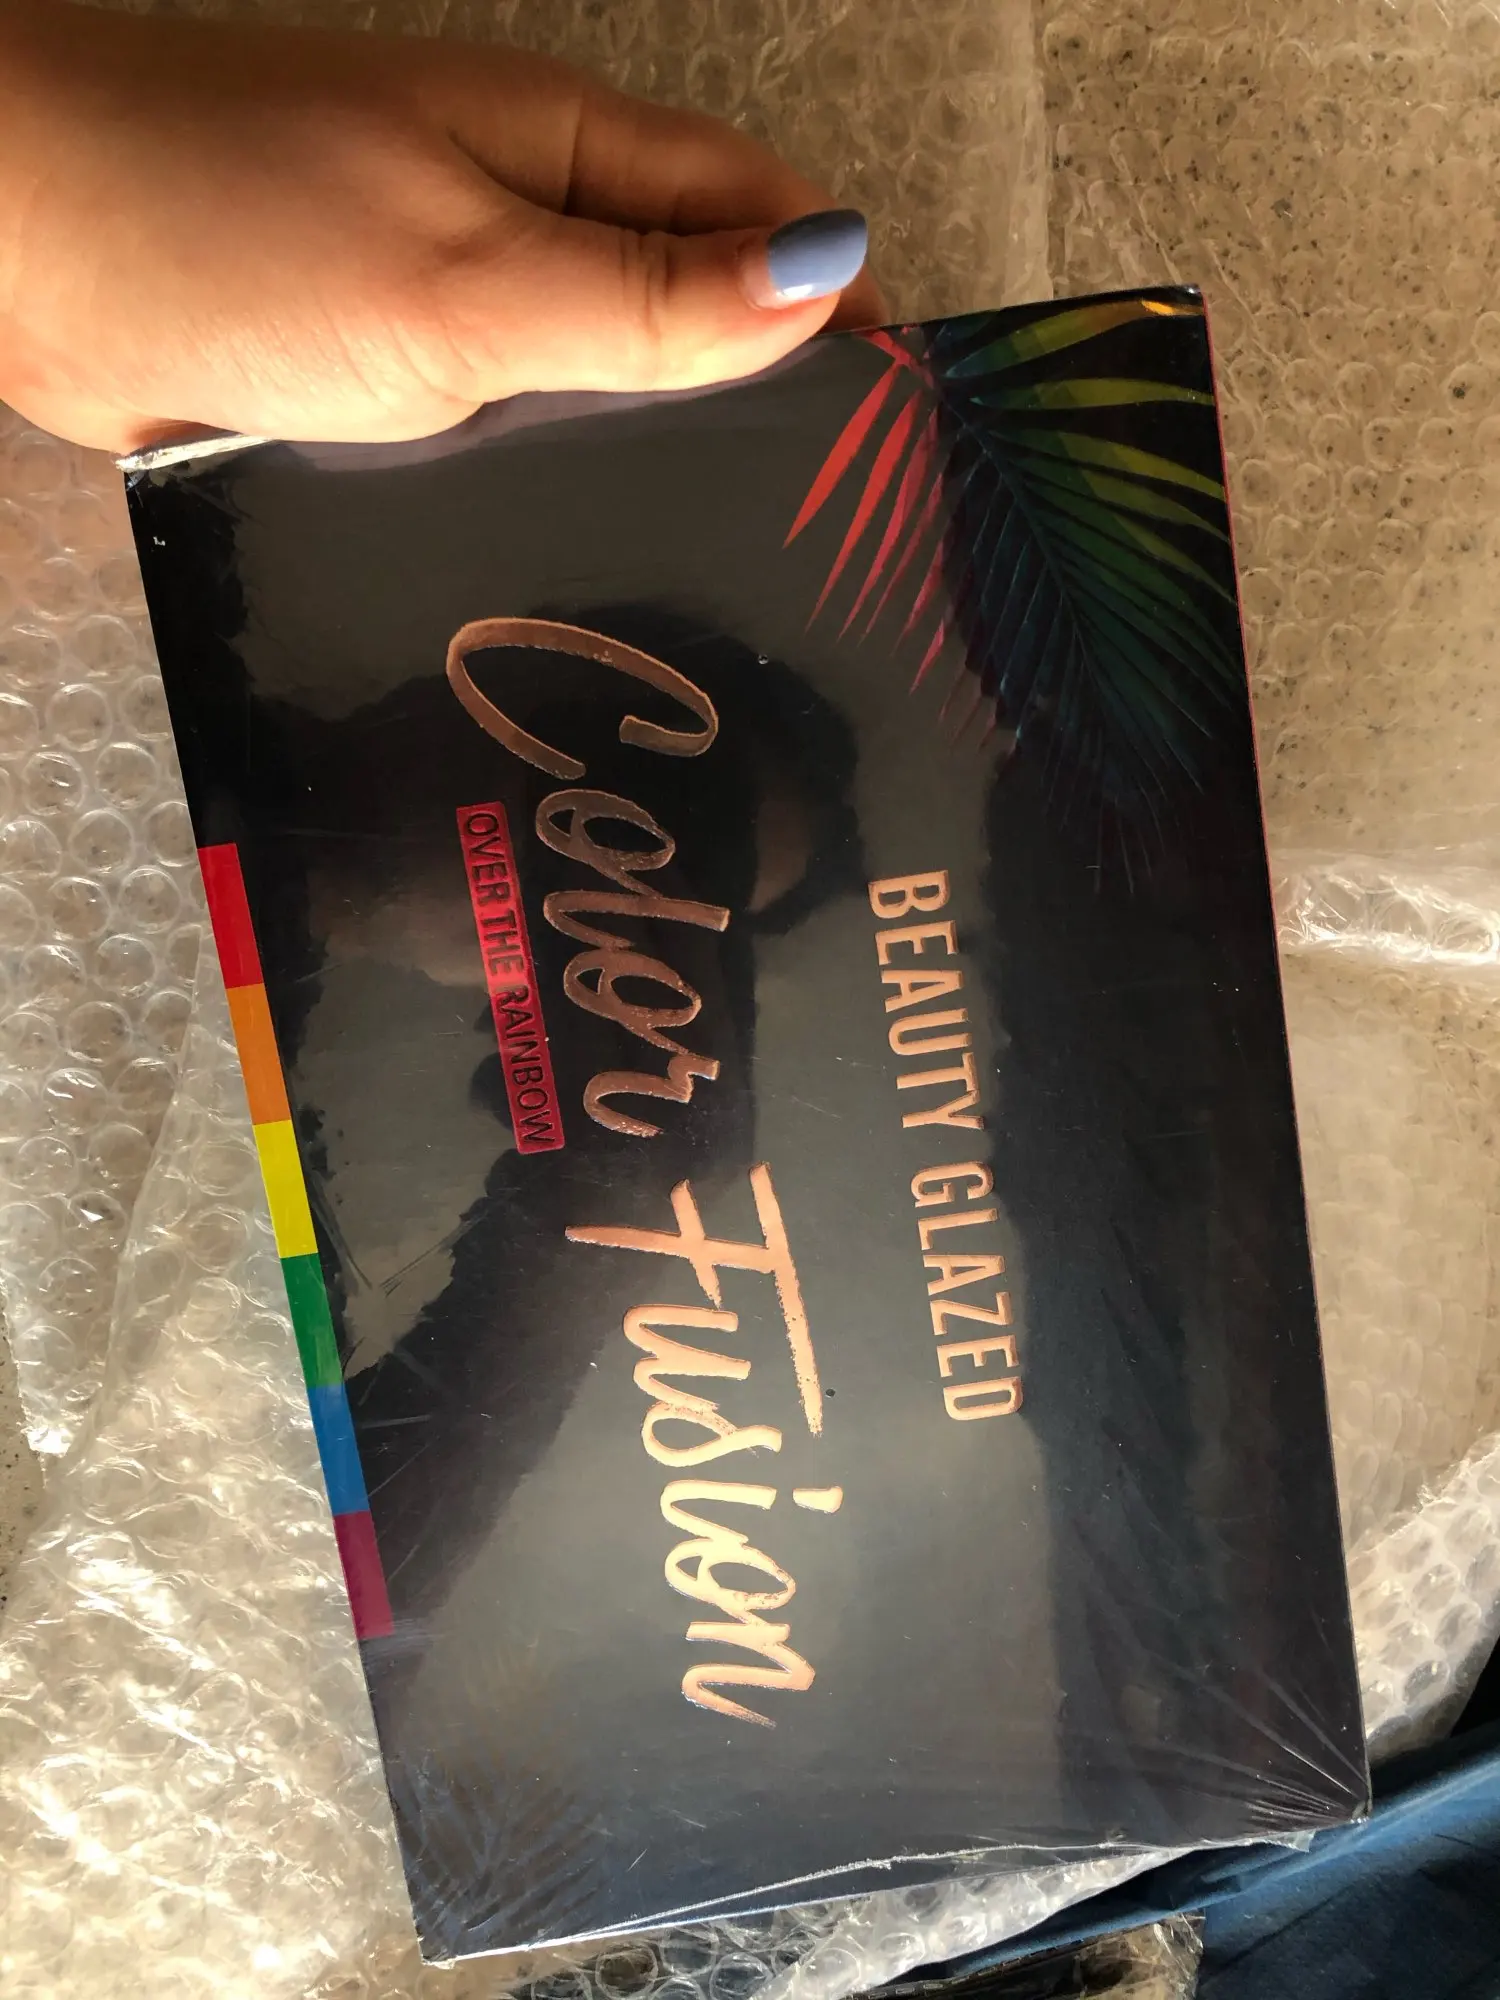 BEAUTY GLAZED
Color Fusion
OVER THE RAINBOW